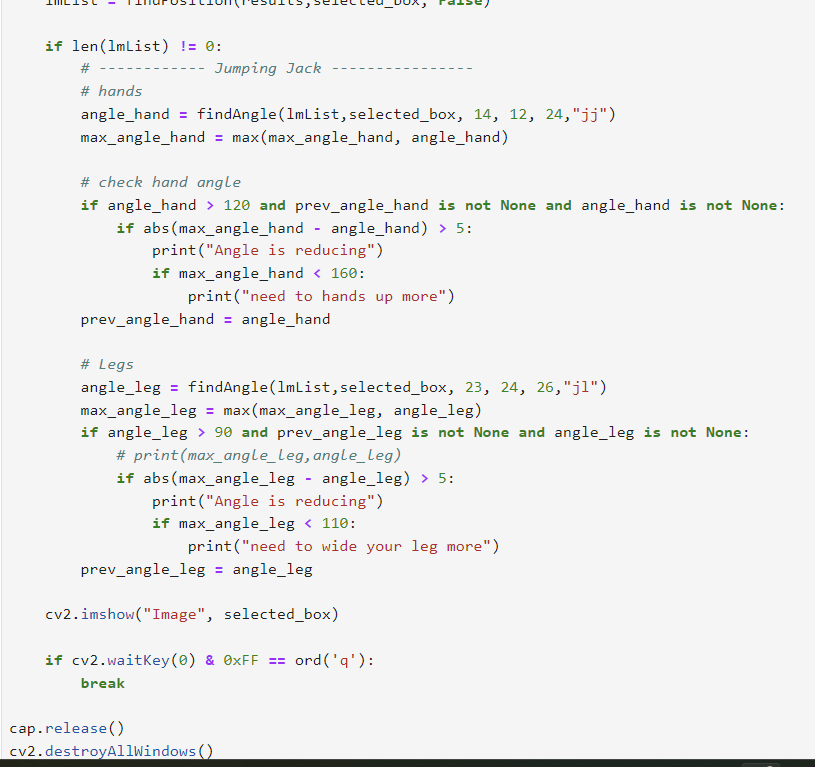 lmList = findPosition(results,selected_box, False)
if len(lmList) != 0:
# ------------ Jumping Jack ----------------
# hands
angle_hand = findAngle(lmList,selected_box, 14, 12, 24,"jj")
max_angle_hand = max(max_angle_hand, angle_hand)
# check hand angle
if angle_hand > 120 and prev_angle_hand is not None and angle_hand is not None:
if abs(max_angle_hand - angle_hand) > 5:
print("Angle is reducing")
if max_angle_hand < 160:
print("need to hands up more")
prev_angle_hand = angle_hand
# Legs
angle_leg = findAngle(lmList,selected_box, 23, 24, 26,"jl")
max_angle_leg = max(max_angle_leg, angle_leg)
if angle_leg > 90 and prev_angle_leg is not None and angle_leg is not None:
# print(max_angle_leg,angle_leg)
if abs(max_angle_leg - angle_leg) > 5:
print("Angle is reducing")
if max_angle_leg < 110:
print("need to wide your leg more")
prev_angle_leg = angle_leg
cv2.imshow("Image", selected_box)
if cv2.waitKey(0) & 0xFF == ord('q'):
break
cap.release()
cv2.destroyAllWindows()